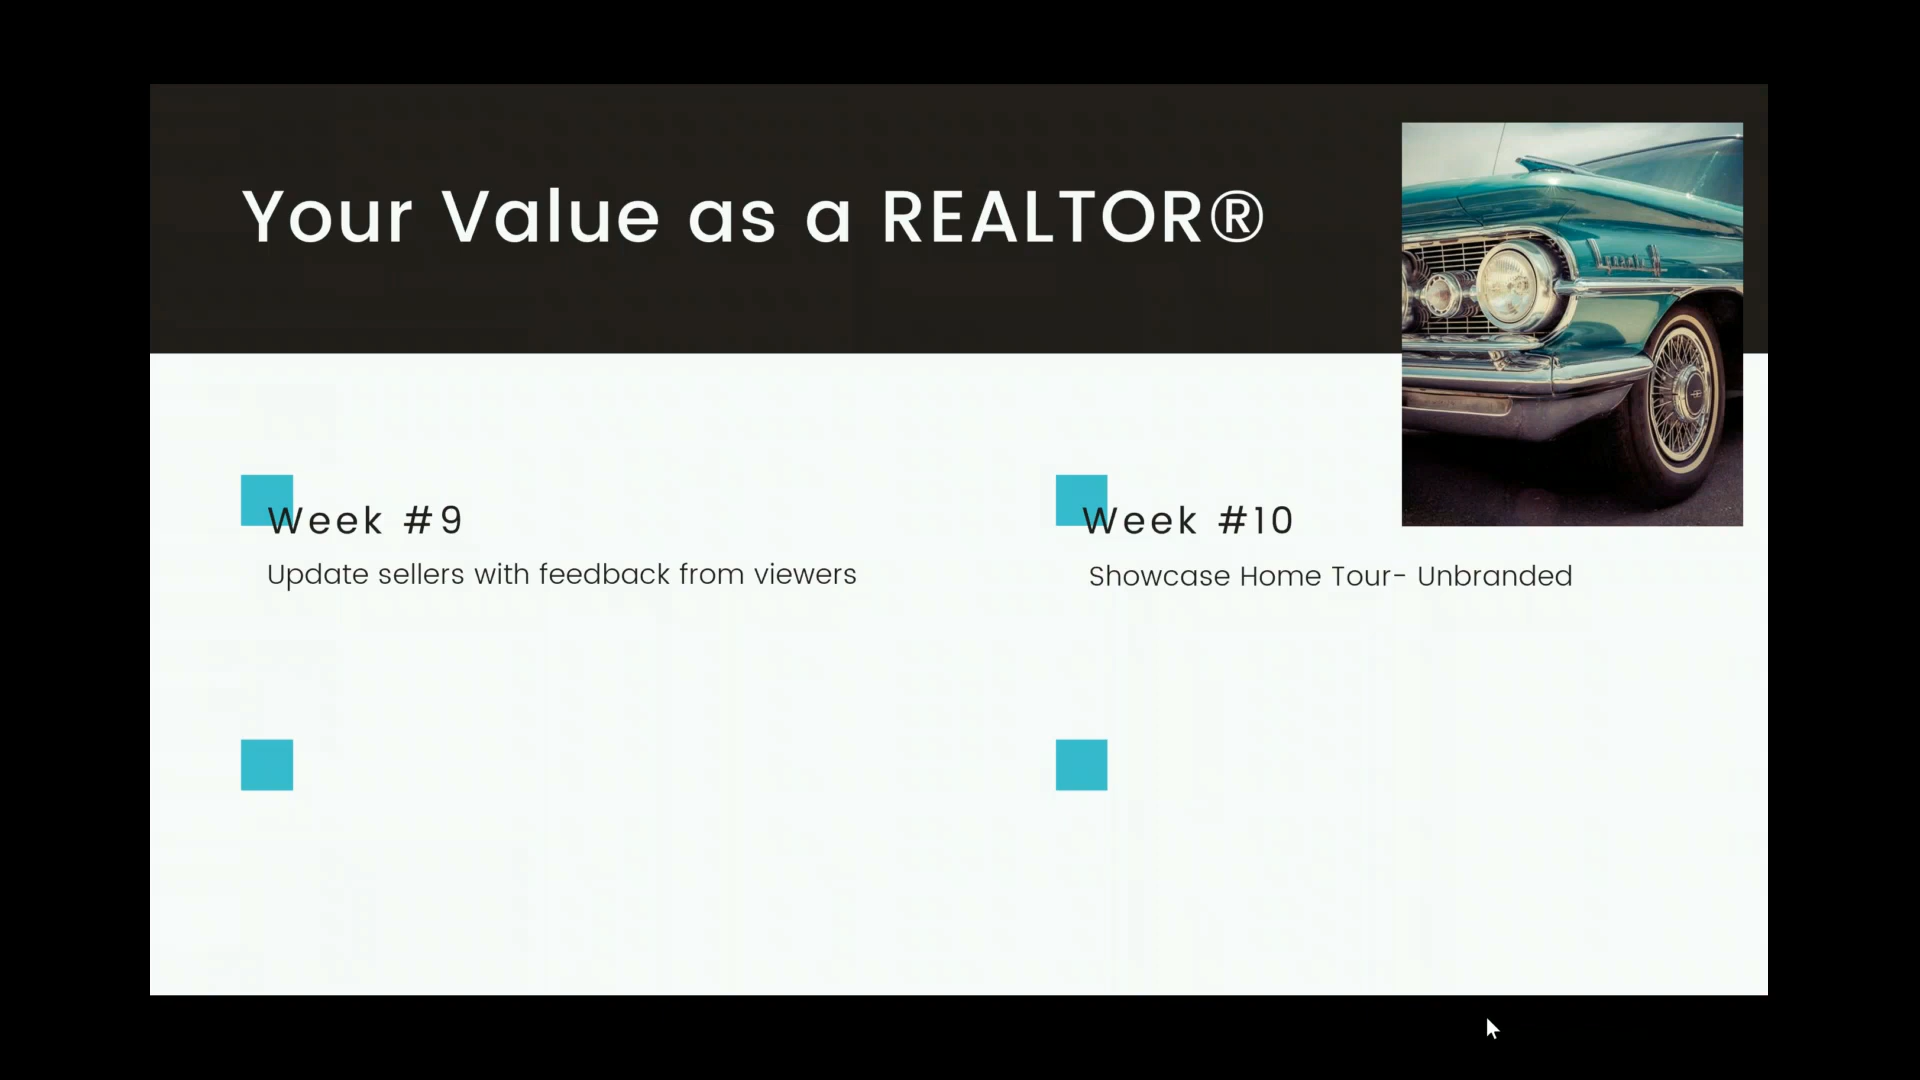 Your Value as a REALTOR®
Week #9
Update sellers with feedback from viewers
Week #10
Showcase Home Tour- Unbranded